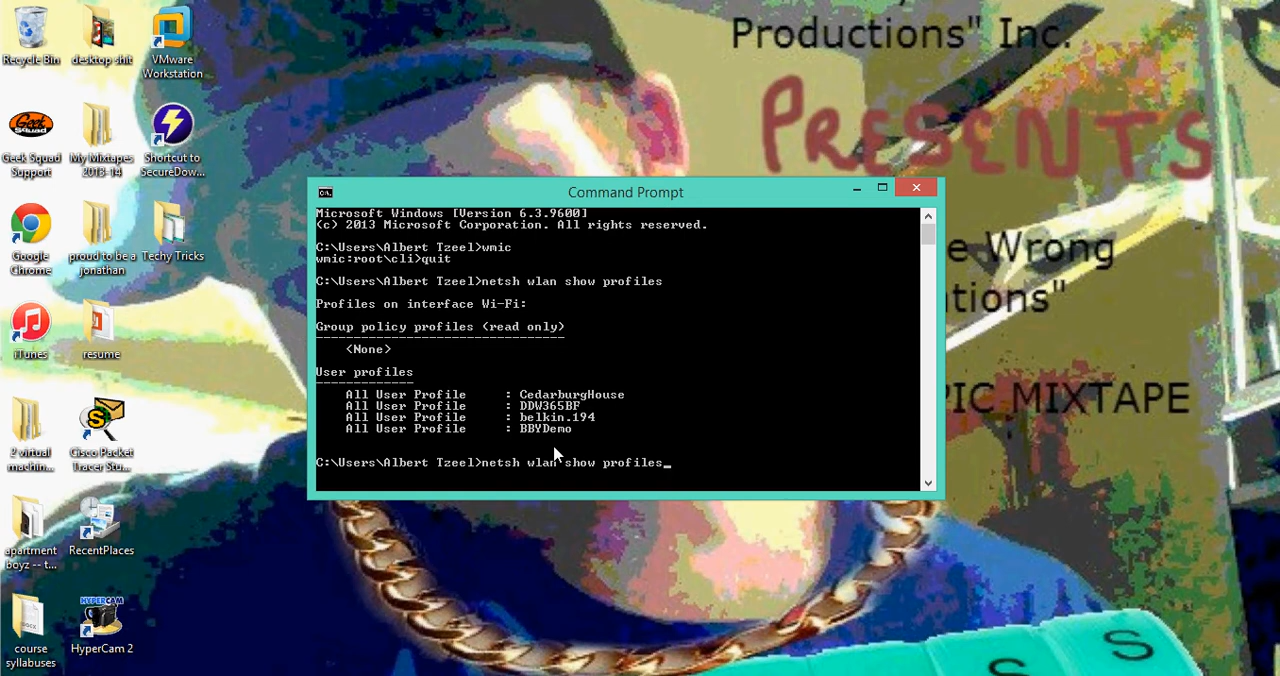 Productions" Inc.
PRESENTS
e Wrong
tions"
PIC MIXTAPE
S
S
Recycle Bin
desktop shit
VMware
Workstation
Geek Squad
Geek Squad
Support
My Mixtapes
2013-14
Shortcut to
SecureDow...
Google
Chrome
proud to be a
jonathan
Techy Tricks
iTunes
resume
2 virtual
machin...
Cisco Packet
Tracer Stu...
apartment
boyz -- t...
RecentPlaces
DOCX
course
syllabuses
HYPERCAM
HyperCam 2
C:\
Command Prompt
Microsoft Windows [Version 6.3.9600]
(c) 2013 Microsoft Corporation. All rights reserved.
C:\Users\Albert Tzeel>wmic
wmic:root\cli>quit
C:\Users\Albert Tzeel>netsh wlan show profiles
Profiles on interface Wi-Fi:
Group policy profiles (read only)
---------------------------------
<None>
User profiles
-------------
All User Profile     : CedarburgHouse
All User Profile     : DDW365BF
All User Profile     : belkin.194
All User Profile     : BBYDemo
C:\Users\Albert Tzeel>netsh wlan show profiles_